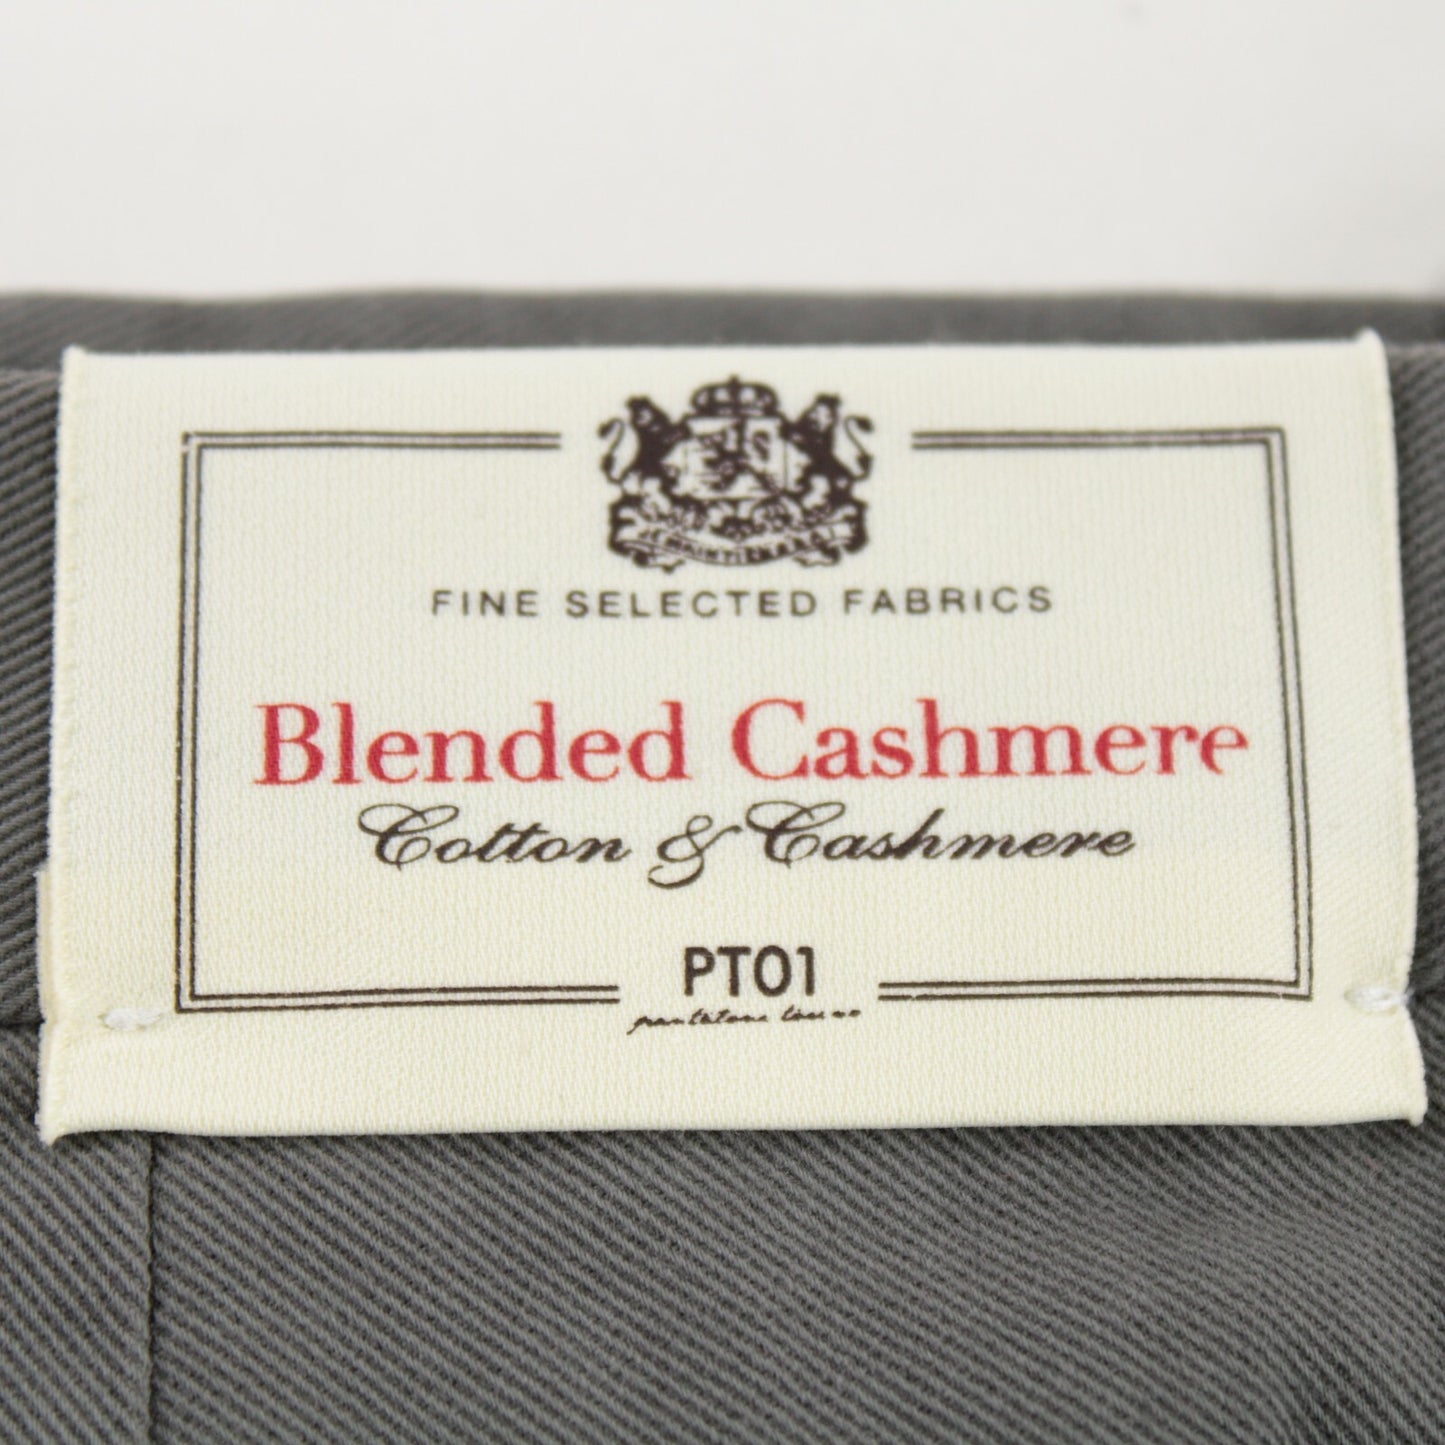 FINE SELECTED FABRICS
Blended Cashmere
Cotton & Cashmere
PT01